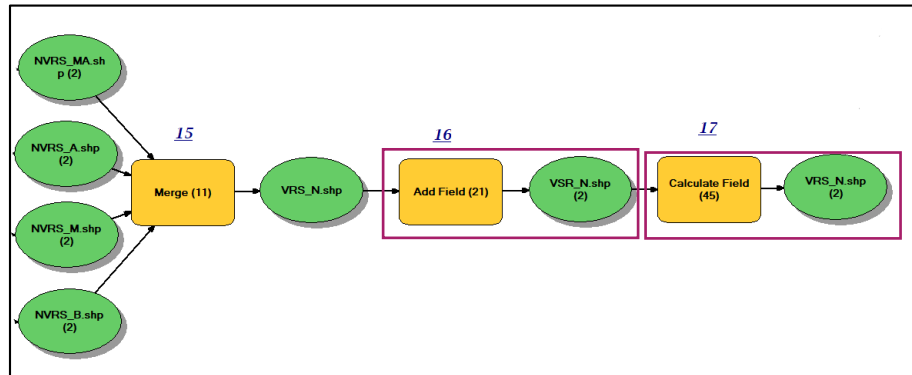 NVRS_MA.sh
p (2)
15
16
17
NVRS_A.shp
(2)
Merge (11)
VRS_N.shp
Add Field (21)
VSR_N.shp
(2)
Calculate Field
(45)
VRS_N.shp
(2)
NVRS_M.shp
(2)
NVRS_B.shp
(2)